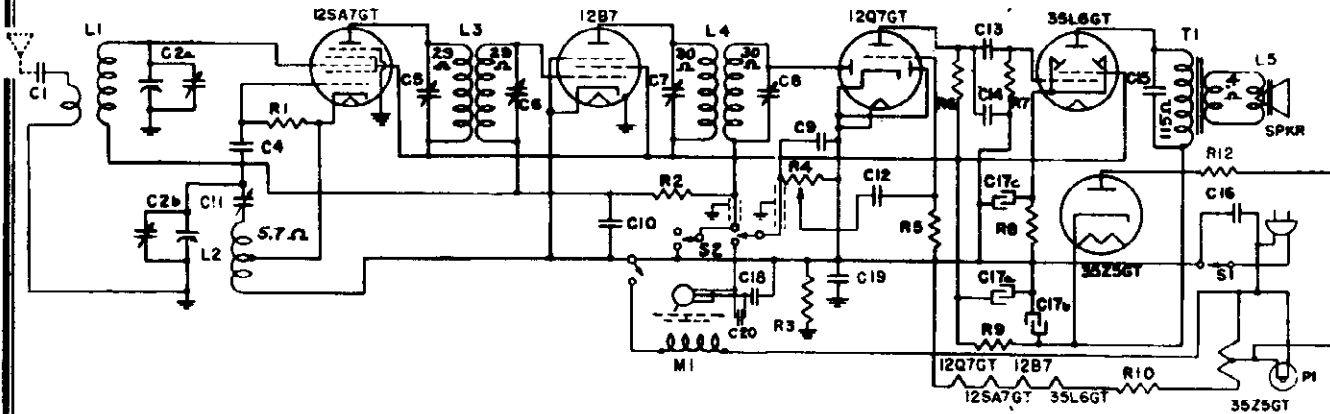 12SA7GT
12B7
12Q7GT
35L6GT
L1
C2a
L3
L4
C13
T1
29 Ω
29 Ω
30 Ω
30 Ω
C5
C6
C7
C8
C1
R1
R6
C14
R7
C15
115Ω
.4 Ω
L5
SPKR
C4
C9
R4
R12
C2b
C11
R2
C12
C17c
C16
L2
5.7 Ω
C10
S2
R5
R8
35Z5GT
S1
C18
C19
C17a
C17b
C20
R3
R9
M1
12Q7GT
12B7
R10
P1
12SA7GT
35L6GT
35Z5GT